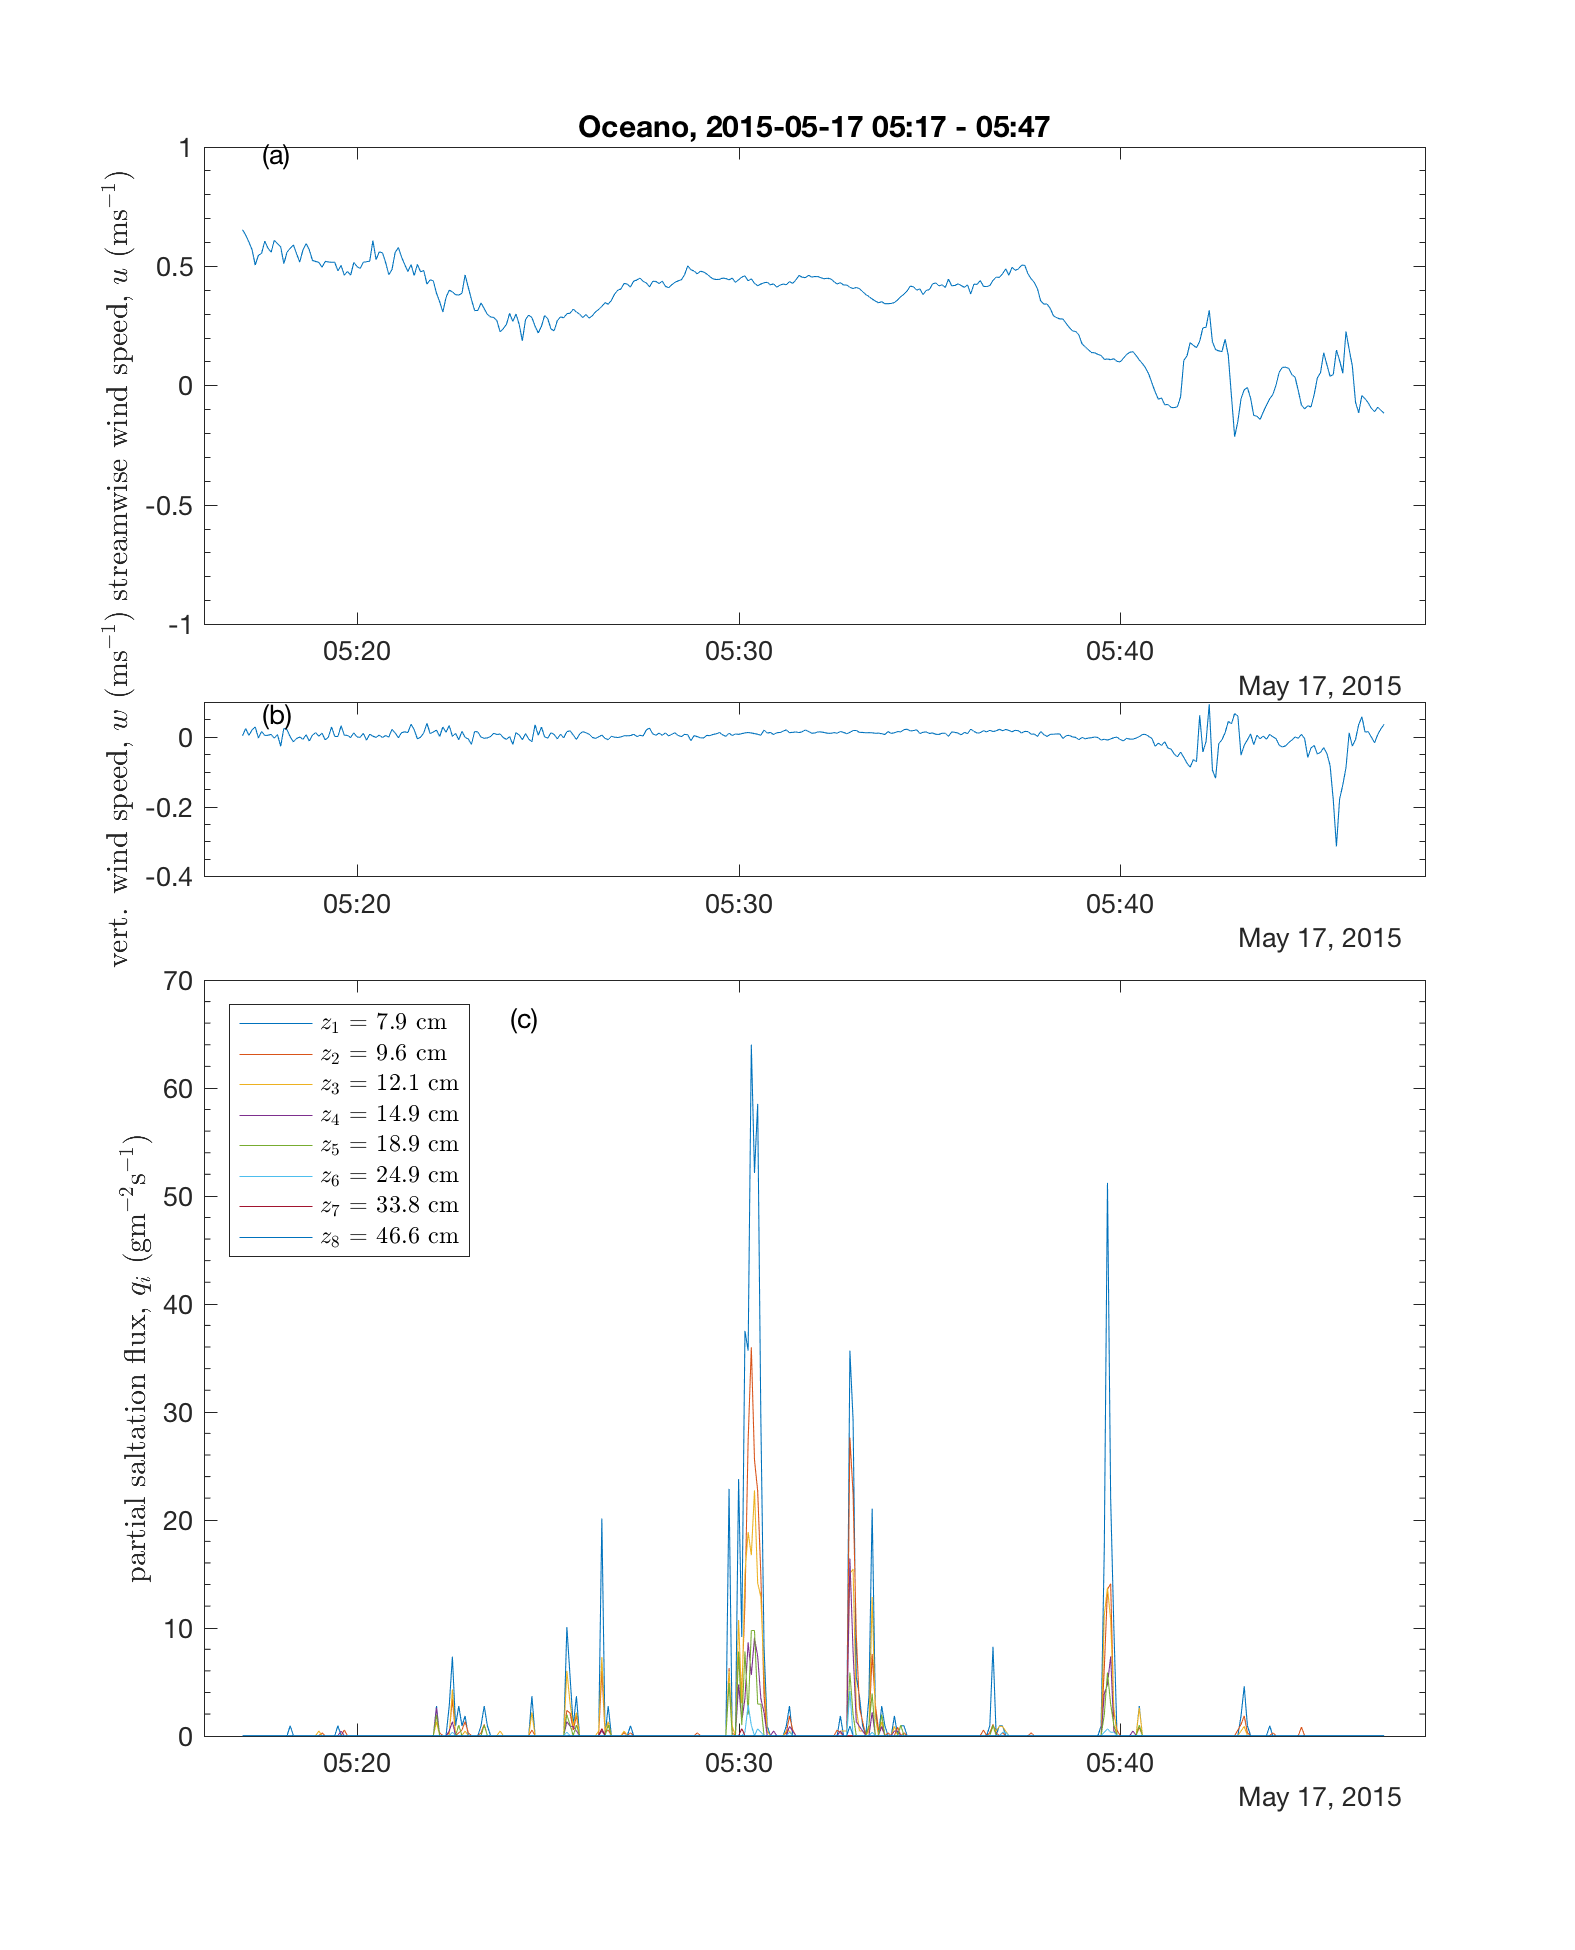 Oceano, 2015-05-17 05:17 - 05:47
(a)
streamwise wind speed, u (ms⁻¹)
1
0.5
0
-0.5
-1
05:20 05:30 05:40
May 17, 2015
(b)
vert. wind speed, w (ms⁻¹)
0
-0.2
-0.4
05:20 05:30 05:40
May 17, 2015
(c)
partial saltation flux, qᵢ (gm⁻²s⁻¹)
70
60
50
40
30
20
10
0
z₁ = 7.9 cm
z₂ = 9.6 cm
z₃ = 12.1 cm
z₄ = 14.9 cm
z₅ = 18.9 cm
z₆ = 24.9 cm
z₇ = 33.8 cm
z₈ = 46.6 cm
05:20 05:30 05:40
May 17, 2015